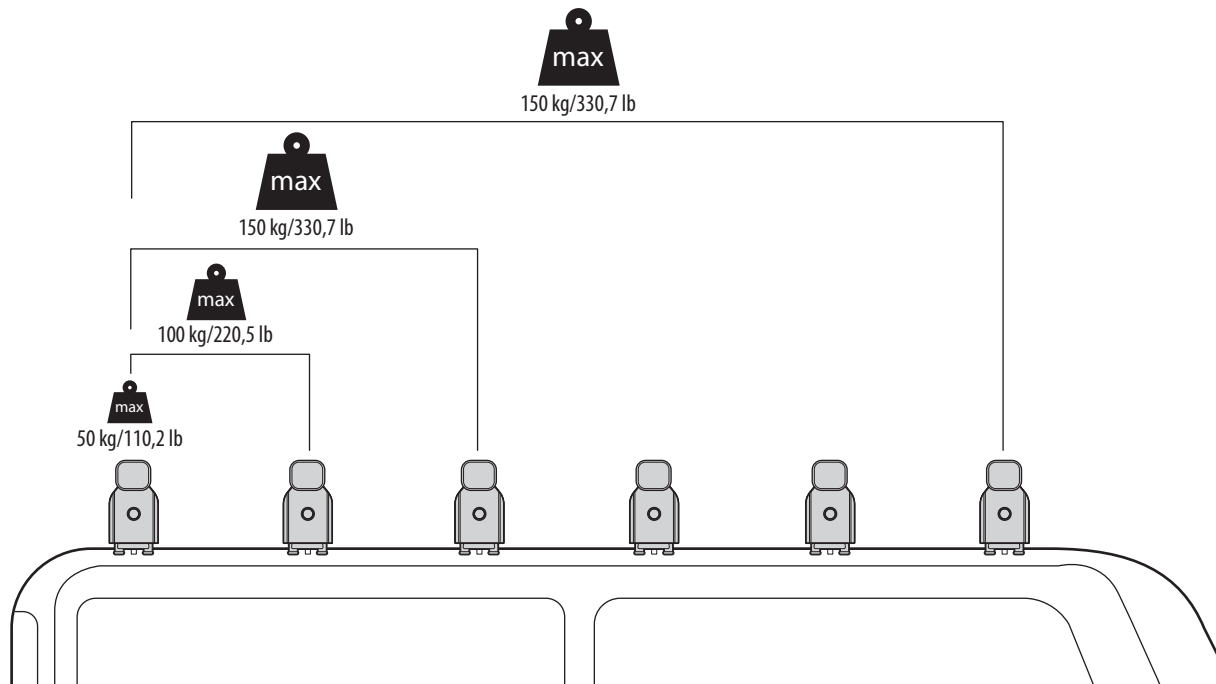 max
150 kg/330,7 lb
max
150 kg/330,7 lb
max
100 kg/220,5 lb
max
50 kg/110,2 lb